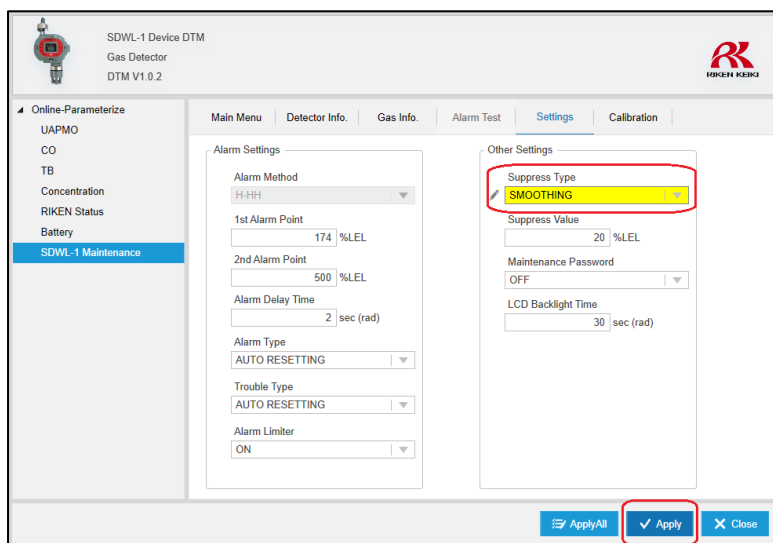 SDWL-1 Device DTM
Gas Detector
DTM V1.0.2
RIKEN KEIKI
Online-Parameterize
UAPMO
CO
TB
Concentration
RIKEN Status
Battery
SDWL-1 Maintenance
Main Menu Detector Info. Gas Info. Alarm Test Settings Calibration
Alarm Settings
Alarm Method
H-HH
1st Alarm Point
174 %LEL
2nd Alarm Point
500 %LEL
Alarm Delay Time
2 sec (rad)
Alarm Type
AUTO RESETTING
Trouble Type
AUTO RESETTING
Alarm Limiter
ON
Other Settings
Suppress Type
SMOOTHING
Suppress Value
20 %LEL
Maintenance Password
OFF
LCD Backlight Time
30 sec (rad)
ApplyAll Apply Close